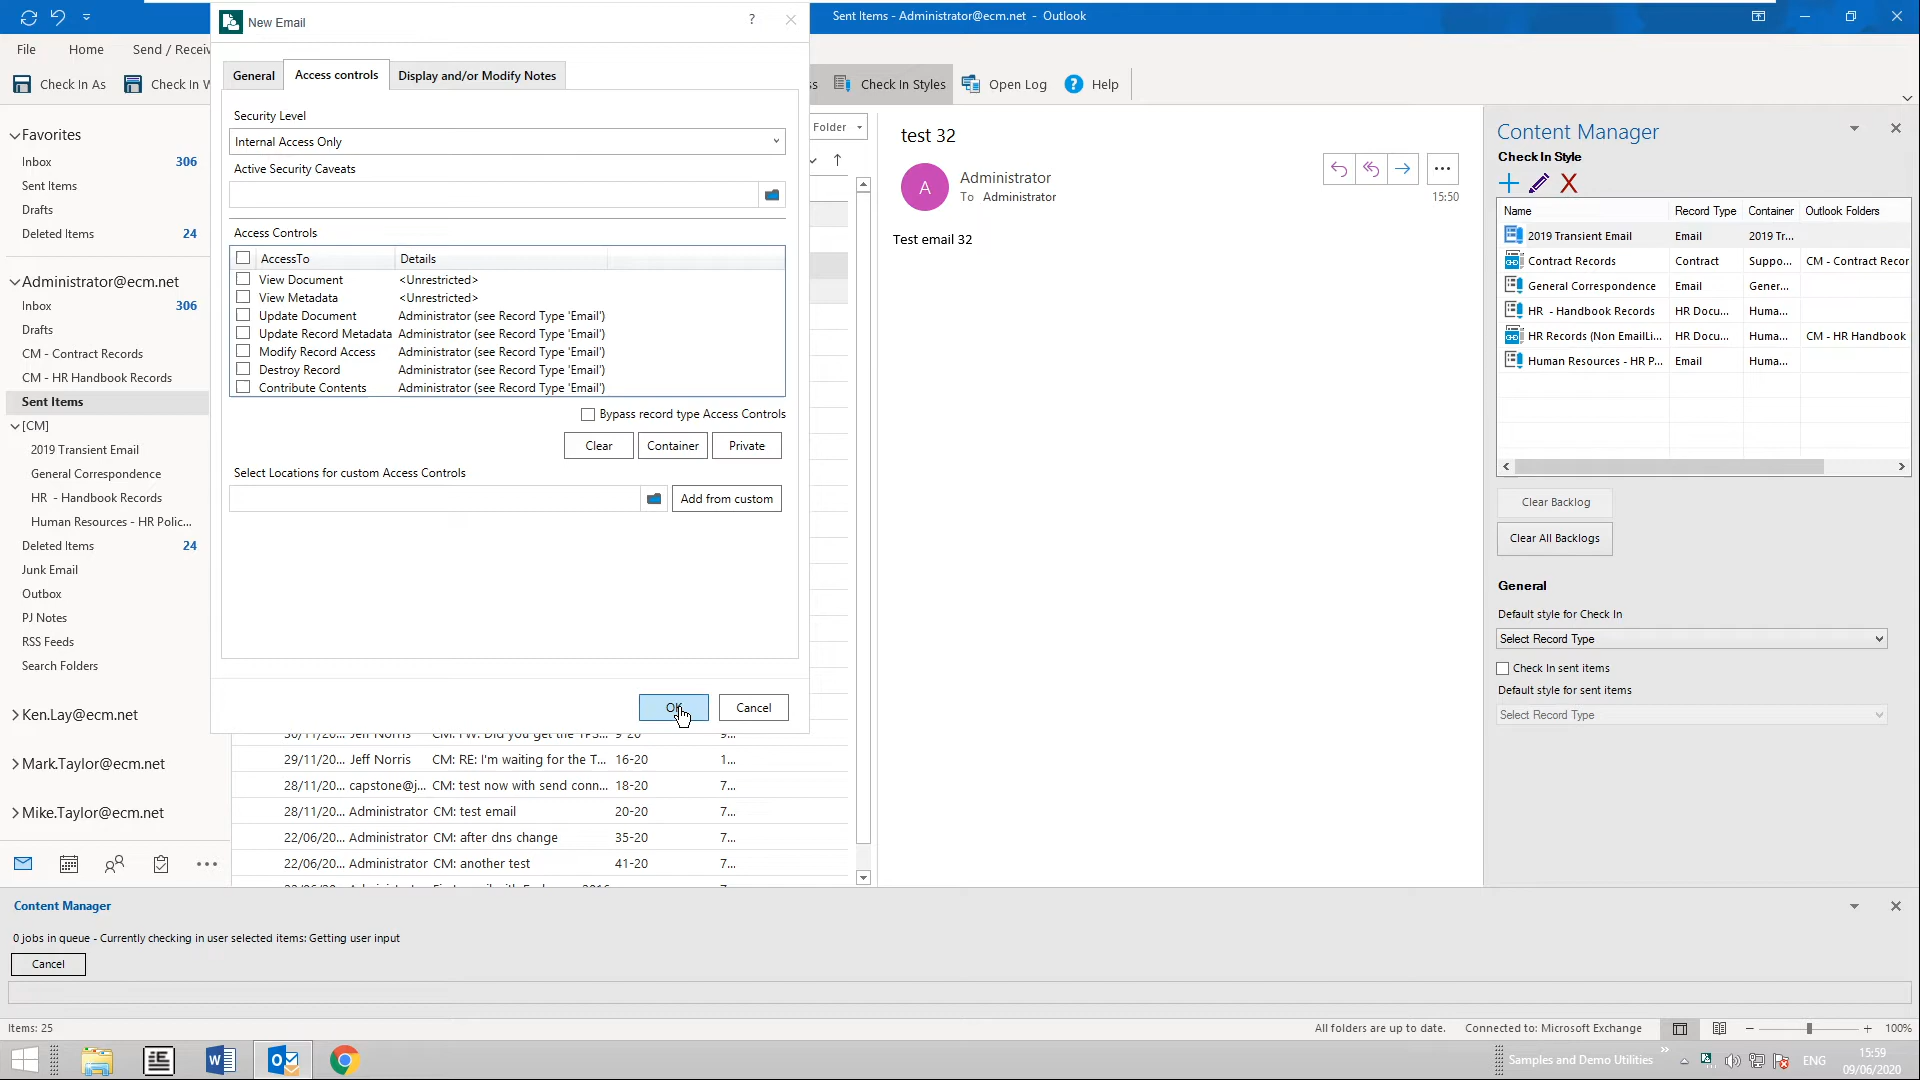 New Email
?
Sent Items - Administrator@ecm.net - Outlook
File Home Send / Receiv
Check In As
Check In W
Check In Styles
Open Log
? Help
General
Access controls
Display and/or Modify Notes
Security Level
Internal Access Only
Active Security Caveats
Access Controls
AccessTo Details
View Document <Unrestricted>
View Metadata <Unrestricted>
Update Document Administrator (see Record Type 'Email')
Update Record Metadata Administrator (see Record Type 'Email')
Modify Record Access Administrator (see Record Type 'Email')
Destroy Record Administrator (see Record Type 'Email')
Contribute Contents Administrator (see Record Type 'Email')
Bypass record type Access Controls
Clear Container Private
Select Locations for custom Access Controls
Add from custom
OK Cancel
Favorites
Inbox 306
Sent Items
Drafts
Deleted Items 24
Administrator@ecm.net
Inbox 306
Drafts
CM - Contract Records
CM - HR Handbook Records
Sent Items
[CM]
2019 Transient Email
General Correspondence
HR - Handbook Records
Human Resources - HR Polic...
Deleted Items 24
Junk Email
Outbox
PJ Notes
RSS Feeds
Search Folders
Ken.Lay@ecm.net
Mark.Taylor@ecm.net
Mike.Taylor@ecm.net
Folder
29/11/20... Jeff Norris CM: RE: I'm waiting for the T... 16-20 1...
28/11/20... capstone@j... CM: test now with send conn... 18-20 7...
28/11/20... Administrator CM: test email 20-20 7...
22/06/20... Administrator CM: after dns change 35-20 7...
22/06/20... Administrator CM: another test 41-20 7...
test 32
A
Administrator
To Administrator
15:50
Test email 32
Content Manager
Check In Style
Name Record Type Container Outlook Folders
2019 Transient Email Email 2019 Tr...
Contract Records Contract Suppo... CM - Contract Recor
General Correspondence Email Gener...
HR - Handbook Records HR Docu... Huma...
HR Records (Non EmailLi... HR Docu... Huma... CM - HR Handbook
Human Resources - HR P... Email Huma...
Clear Backlog
Clear All Backlogs
General
Default style for Check In
Select Record Type
Check In sent items
Default style for sent items
Select Record Type
Content Manager
0 jobs in queue - Currently checking in user selected items: Getting user input
Cancel
Items: 25
All folders are up to date. Connected to: Microsoft Exchange
100%
Samples and Demo Utilities
ENG
15:59
09/06/2020